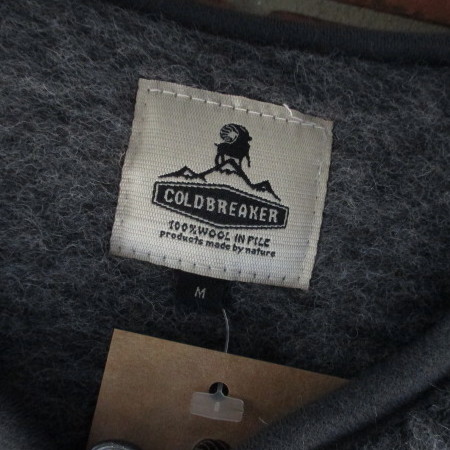 COLDBREAKER
100% WOOL IN PILE
products made by nature
M